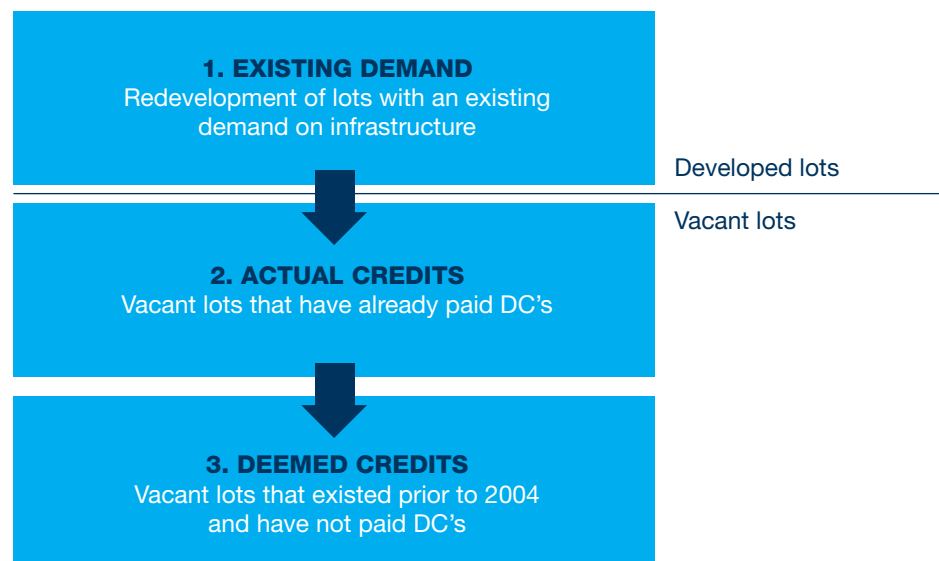 1. EXISTING DEMAND
Redevelopment of lots with an existing
demand on infrastructure
Developed lots
Vacant lots
2. ACTUAL CREDITS
Vacant lots that have already paid DC’s
3. DEEMED CREDITS
Vacant lots that existed prior to 2004
and have not paid DC’s